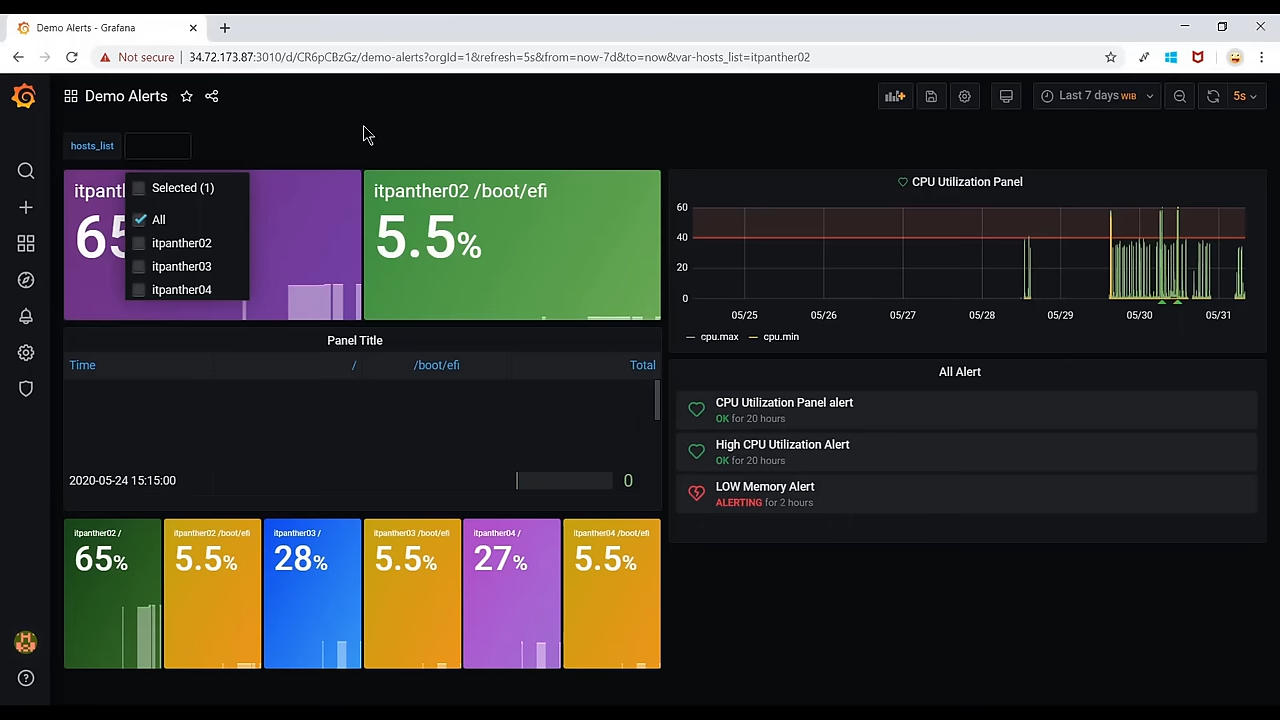 Demo Alerts - Grafana
Not secure
34.72.173.87:3010/d/CR6pCBzGz/demo-alerts?orgId=1&refresh=5s&from=now-7d&to=now&var-hosts_list=itpanther02
Demo Alerts
Last 7 days WIB
5s
hosts_list
Selected (1)
All
itpanther02
itpanther03
itpanther04
itpanther02 /boot/efi
5.5%
CPU Utilization Panel
60
40
20
0
05/25
05/26
05/27
05/28
05/29
05/30
05/31
cpu.max
cpu.min
Panel Title
Time
/
/boot/efi
Total
2020-05-24 15:15:00
0
All Alert
CPU Utilization Panel alert
OK for 20 hours
High CPU Utilization Alert
OK for 20 hours
LOW Memory Alert
ALERTING for 2 hours
itpanther02 /
65%
itpanther02 /boot/efi
5.5%
itpanther03 /
28%
itpanther03 /boot/efi
5.5%
itpanther04 /
27%
itpanther04 /boot/efi
5.5%